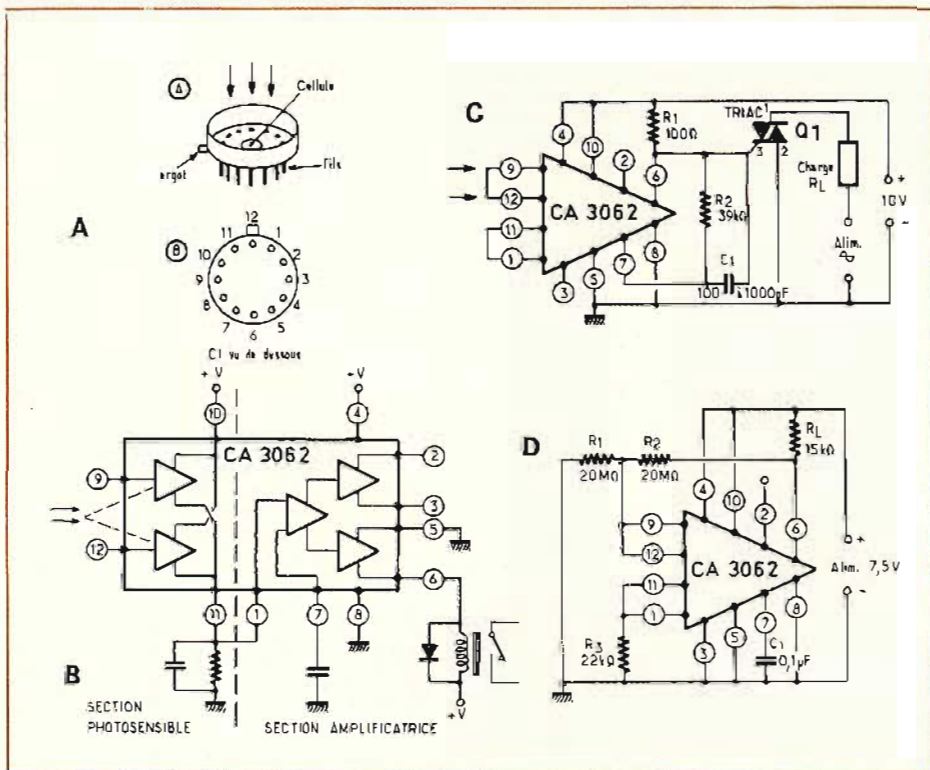 A
Cellule
ergot
Fils
A
B
12
11
1
10
2
9
3
8
4
7
5
6
CI vu de dessous
+ V
- V
10
4
CA 3062
9
2
3
5
12
6
11
1
7
8
B
SECTION
PHOTOSENSIBLE
SECTION AMPLIFICATRICE
+V
C
TRIAC
1
Q1
R1
100Ω
4
10
2
6
3
2
Charge
RL
9
12
CA 3062
R2
39kΩ
+
10V
-
11
1
C1
Alim.
3
5
7
8
100 à 1000pF
D
R1
20MΩ
R2
20MΩ
RL
15kΩ
4
10
2
6
9
12
CA 3062
11
1
+
Alim. 7,5V
-
R3
22kΩ
3
5
7
8
C1
0,1µF